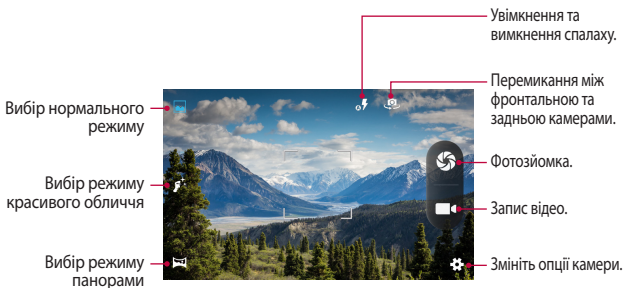 Увімкнення та
вимкнення спалаху.
Перемикання між
фронтальною та
задньою камерами.
Вибір нормального
режиму
Фотозйомка.
Вибір режиму
красивого обличчя
Запис відео.
Вибір режиму
панорами
Змініть опції камери.